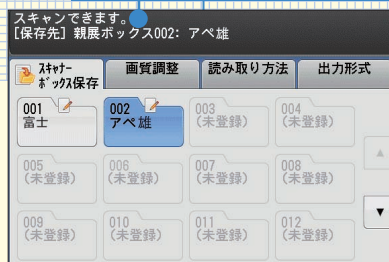 スキャンできます。
[保存先] 親展ボックス002: アペ雄
スキャナー
ボックス保存
画質調整
読み取り方法
出力形式
001
富士
002
アペ雄
003
(未登録)
004
(未登録)
005
(未登録)
006
(未登録)
007
(未登録)
008
(未登録)
009
(未登録)
010
(未登録)
011
(未登録)
012
(未登録)